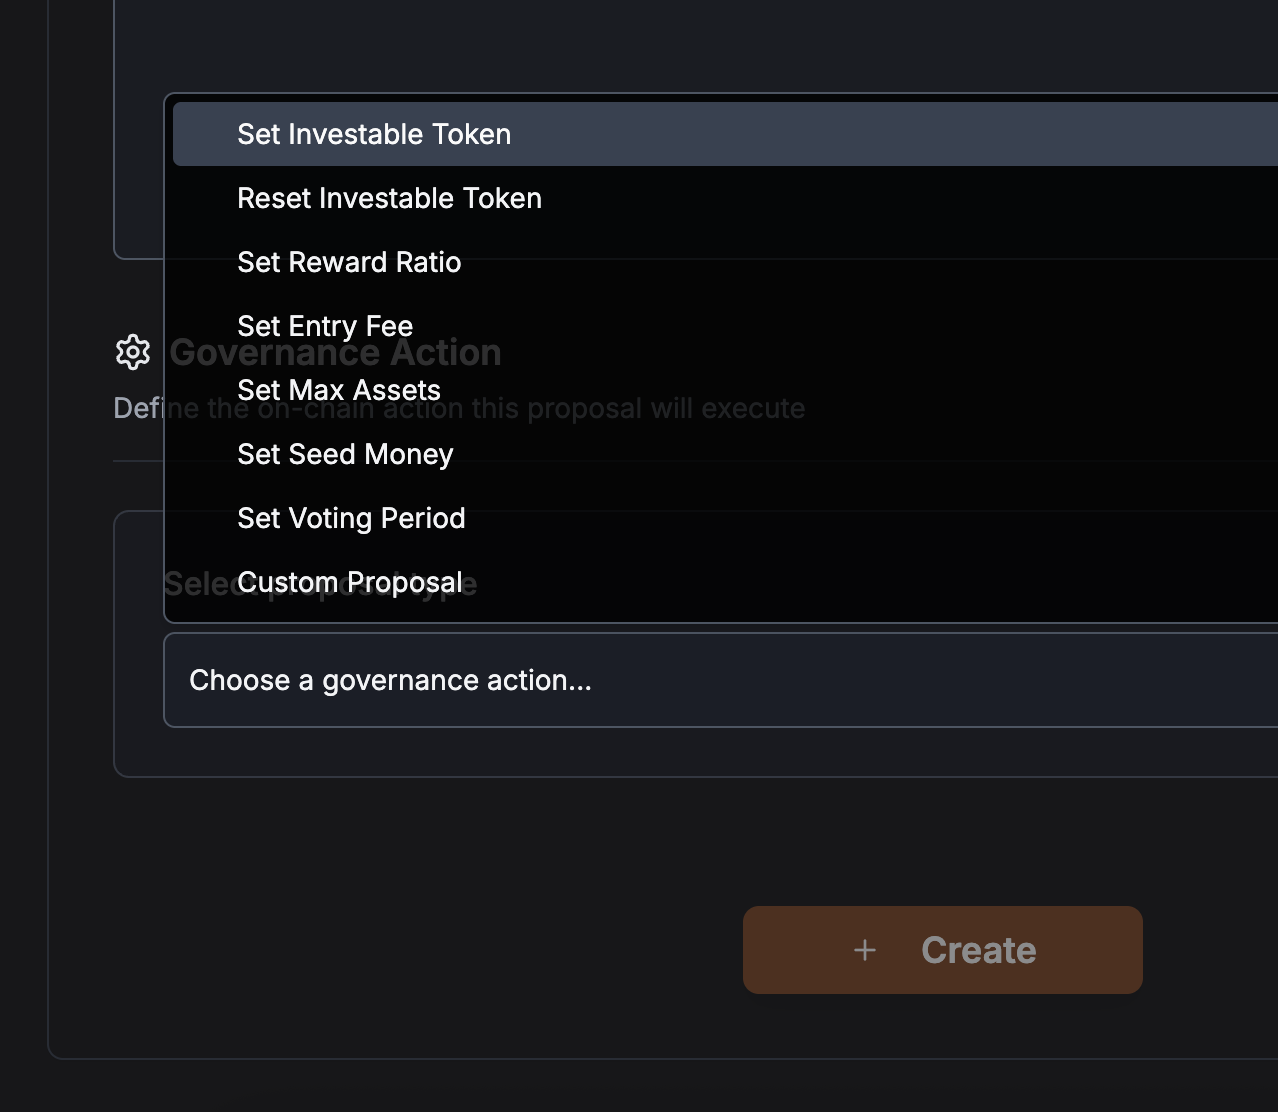 Set Investable Token
Reset Investable Token
Set Reward Ratio
Set Entry Fee
Governance Action
Set Max Assets
Define the on-chain action this proposal will execute
Set Seed Money
Set Voting Period
Custom Proposal
Select proposal type
Choose a governance action...
+ Create